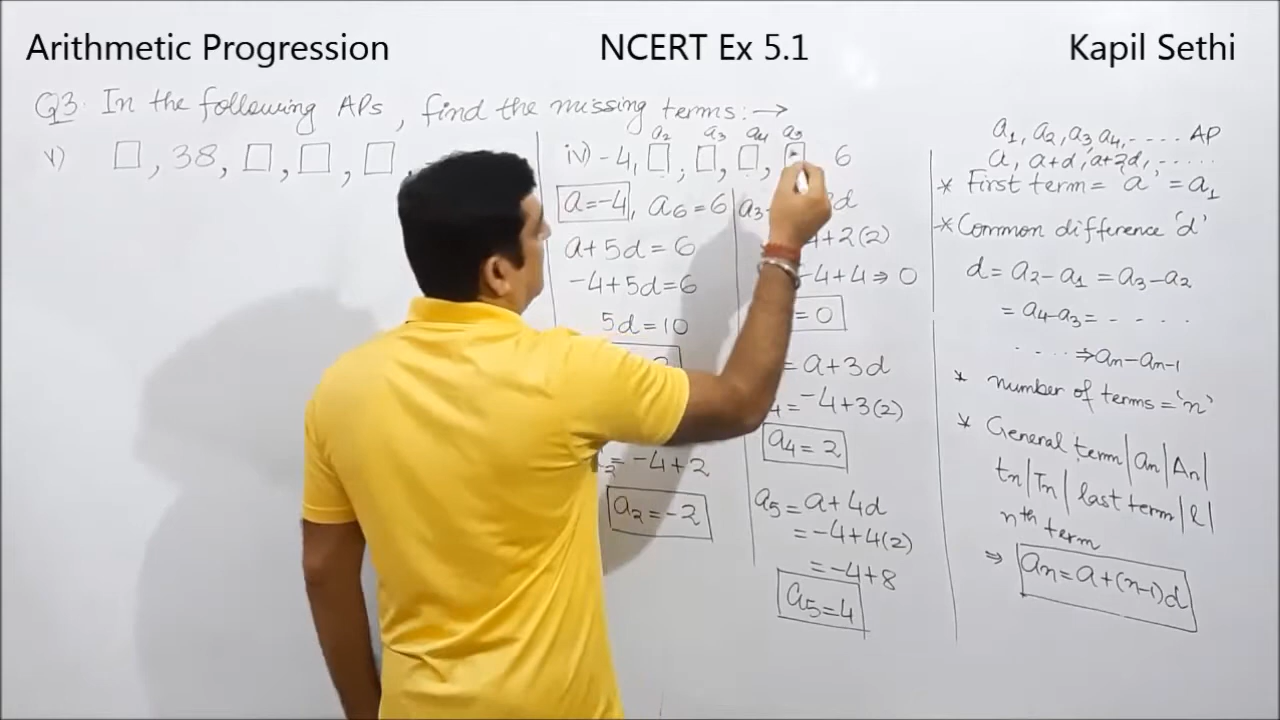 Arithmetic Progression NCERT Ex 5.1 Kapil Sethi
Q3. In the following APs, find the missing terms:→
v) □, 38, □, □, □,
a2 a3 a4 a5
iv) -4, □, □, □, □, 6
a=-4, a6=6
a+5d=6
-4+5d=6
5d=10
=-4+2
a2=-2
a3
+2(2)
-4+4⇒0
=0
=a+3d
=-4+3(2)
a4=2
a5=a+4d
=-4+4(2)
=-4+8
a5=4
a1, a2, a3 a4, - .... AP
a, a+d, a+2d, ......
* First term= 'a' =a1
* Common difference 'd'
d=a2-a1=a3-a2
=a4-a3=- - - -
.... ⇒an-an-1
* number of terms='n'
* General term|an|An|
tn|Tn|last term|l|
nth term
⇒ an=a+(n-1)d